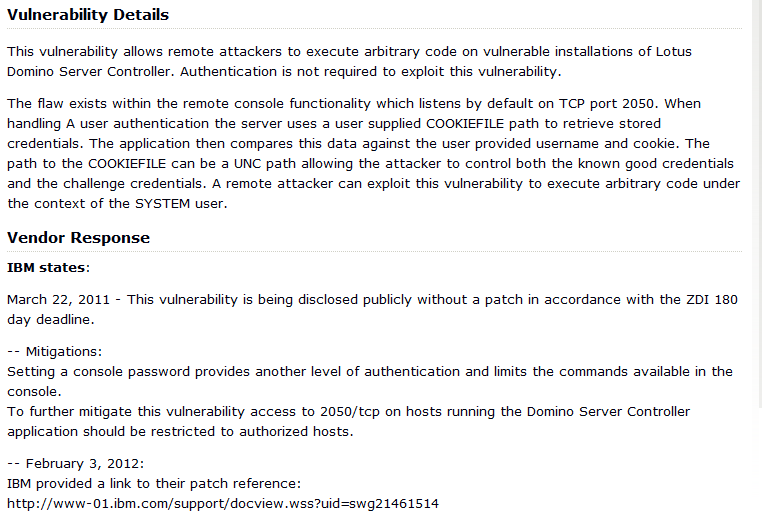 Vulnerability Details
This vulnerability allows remote attackers to execute arbitrary code on vulnerable installations of Lotus
Domino Server Controller. Authentication is not required to exploit this vulnerability.
The flaw exists within the remote console functionality which listens by default on TCP port 2050. When
handling A user authentication the server uses a user supplied COOKIEFILE path to retrieve stored
credentials. The application then compares this data against the user provided username and cookie. The
path to the COOKIEFILE can be a UNC path allowing the attacker to control both the known good credentials
and the challenge credentials. A remote attacker can exploit this vulnerability to execute arbitrary code under
the context of the SYSTEM user.
Vendor Response
IBM states:
March 22, 2011 - This vulnerability is being disclosed publicly without a patch in accordance with the ZDI 180
day deadline.
-- Mitigations:
Setting a console password provides another level of authentication and limits the commands available in the
console.
To further mitigate this vulnerability access to 2050/tcp on hosts running the Domino Server Controller
application should be restricted to authorized hosts.
-- February 3, 2012:
IBM provided a link to their patch reference:
http://www-01.ibm.com/support/docview.wss?uid=swg21461514